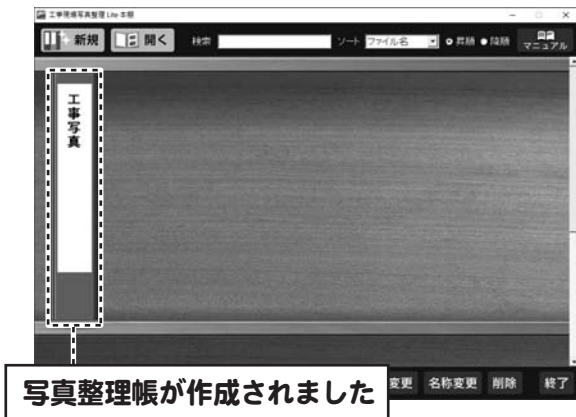 工事現場写真整理 Lite 本棚
新規 開く 検索 ソート ファイル名 昇順 降順 マニュアル
工事写真
変更 名称変更 削除 終了
写真整理帳が作成されました